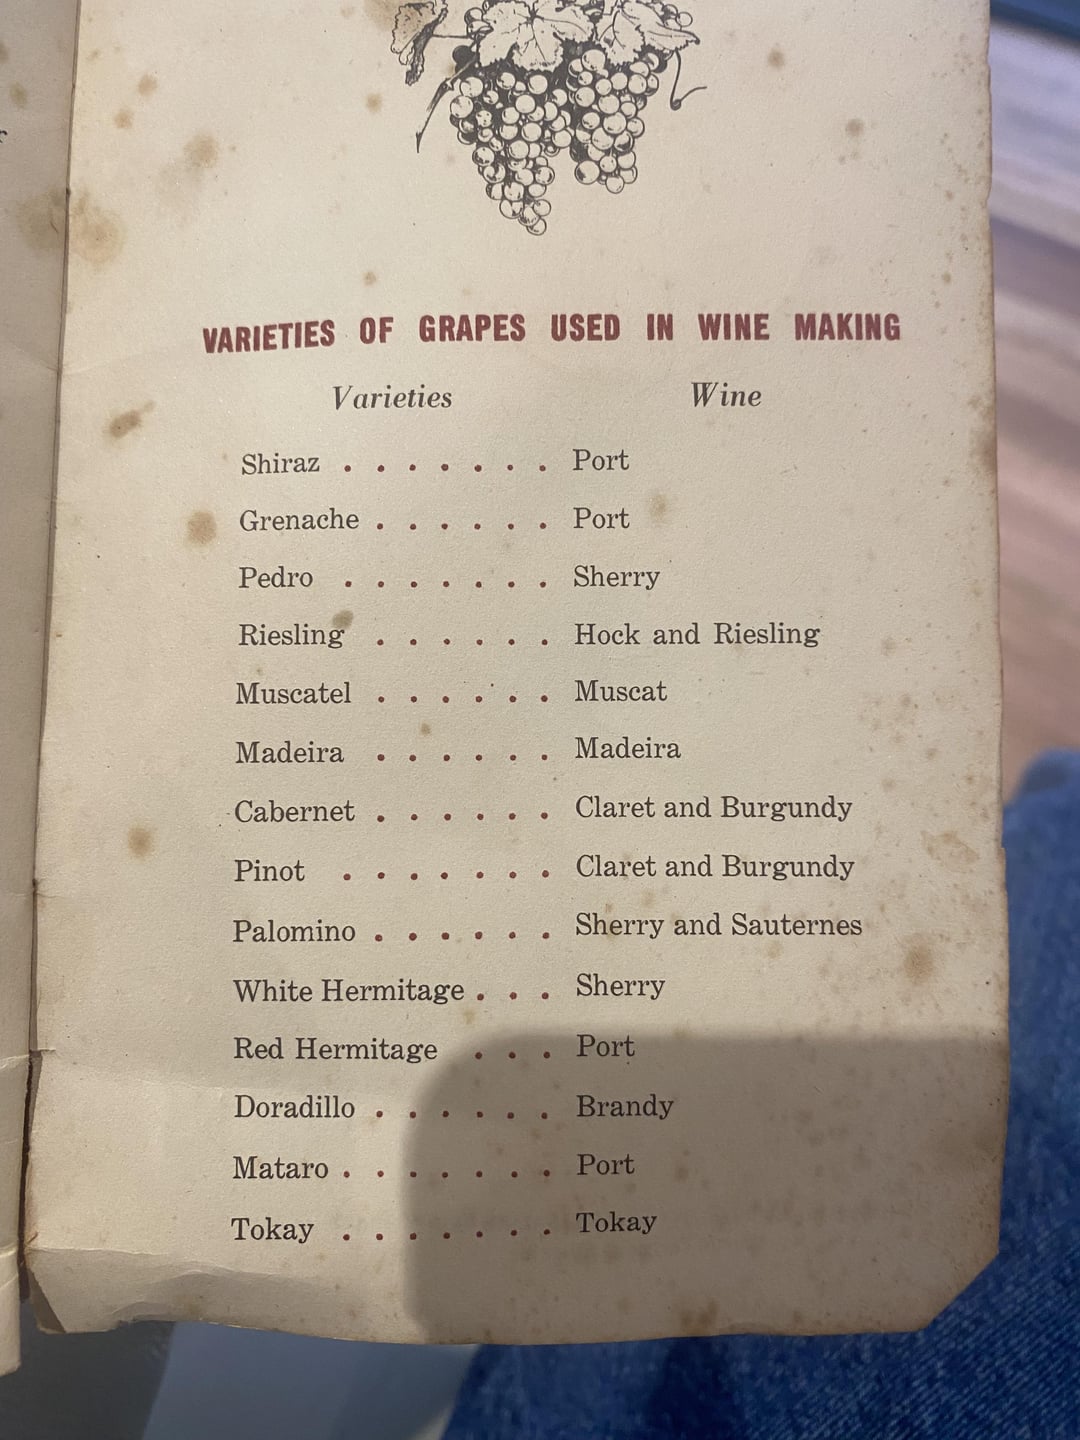 VARIETIES OF GRAPES USED IN WINE MAKING
Varieties Wine
Shiraz . . . . . . . Port
Grenache . . . . . . Port
Pedro . . . . . . . Sherry
Riesling . . . . . . Hock and Riesling
Muscatel . . . . . . Muscat
Madeira . . . . . . Madeira
Cabernet . . . . . . Claret and Burgundy
Pinot . . . . . . . Claret and Burgundy
Palomino . . . . . . Sherry and Sauternes
White Hermitage . . . Sherry
Red Hermitage . . . Port
Doradillo . . . . . . Brandy
Mataro . . . . . . . Port
Tokay . . . . . . . Tokay